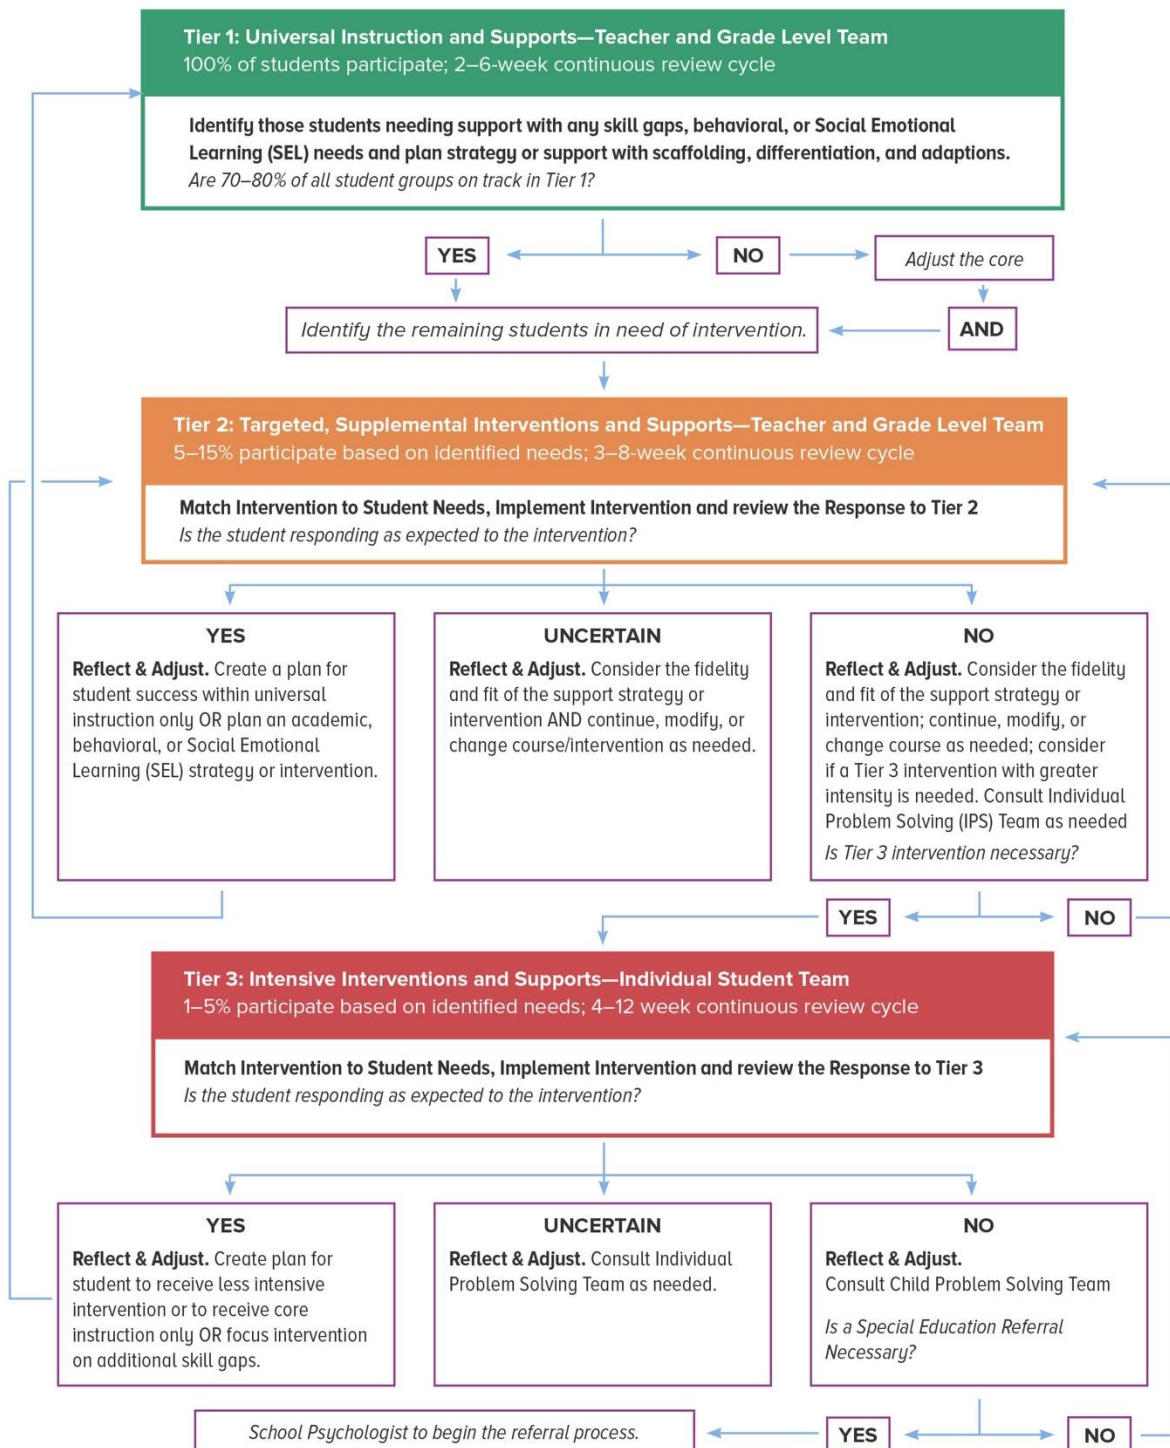 Tier 1: Universal Instruction and Supports—Teacher and Grade Level Team
100% of students participate; 2–6-week continuous review cycle
Identify those students needing support with any skill gaps, behavioral, or Social Emotional
Learning (SEL) needs and plan strategy or support with scaffolding, differentiation, and adaptions.
Are 70–80% of all student groups on track in Tier 1?
YES
NO
Adjust the core
Identify the remaining students in need of intervention.
AND
Tier 2: Targeted, Supplemental Interventions and Supports—Teacher and Grade Level Team
5–15% participate based on identified needs; 3–8-week continuous review cycle
Match Intervention to Student Needs, Implement Intervention and review the Response to Tier 2
Is the student responding as expected to the intervention?
YES
Reflect & Adjust. Create a plan for
student success within universal
instruction only OR plan an academic,
behavioral, or Social Emotional
Learning (SEL) strategy or intervention.
UNCERTAIN
Reflect & Adjust. Consider the fidelity
and fit of the support strategy or
intervention AND continue, modify, or
change course/intervention as needed.
NO
Reflect & Adjust. Consider the fidelity
and fit of the support strategy or
intervention; continue, modify, or
change course as needed; consider
if a Tier 3 intervention with greater
intensity is needed. Consult Individual
Problem Solving (IPS) Team as needed
Is Tier 3 intervention necessary?
YES
NO
Tier 3: Intensive Interventions and Supports—Individual Student Team
1–5% participate based on identified needs; 4–12 week continuous review cycle
Match Intervention to Student Needs, Implement Intervention and review the Response to Tier 3
Is the student responding as expected to the intervention?
YES
Reflect & Adjust. Create plan for
student to receive less intensive
intervention or to receive core
instruction only OR focus intervention
on additional skill gaps.
UNCERTAIN
Reflect & Adjust. Consult Individual
Problem Solving Team as needed.
NO
Reflect & Adjust.
Consult Child Problem Solving Team
Is a Special Education Referral
Necessary?
School Psychologist to begin the referral process.
YES
NO